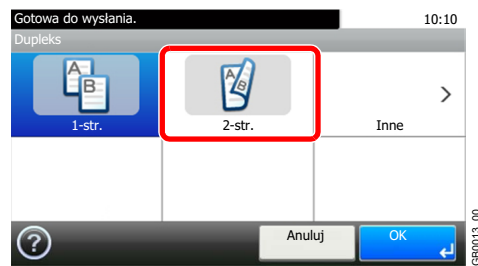 Gotowa do wysłania. 10:10
Dupleks
A B A B
1-str. 2-str. Inne
? Anuluj OK
GB0013_00